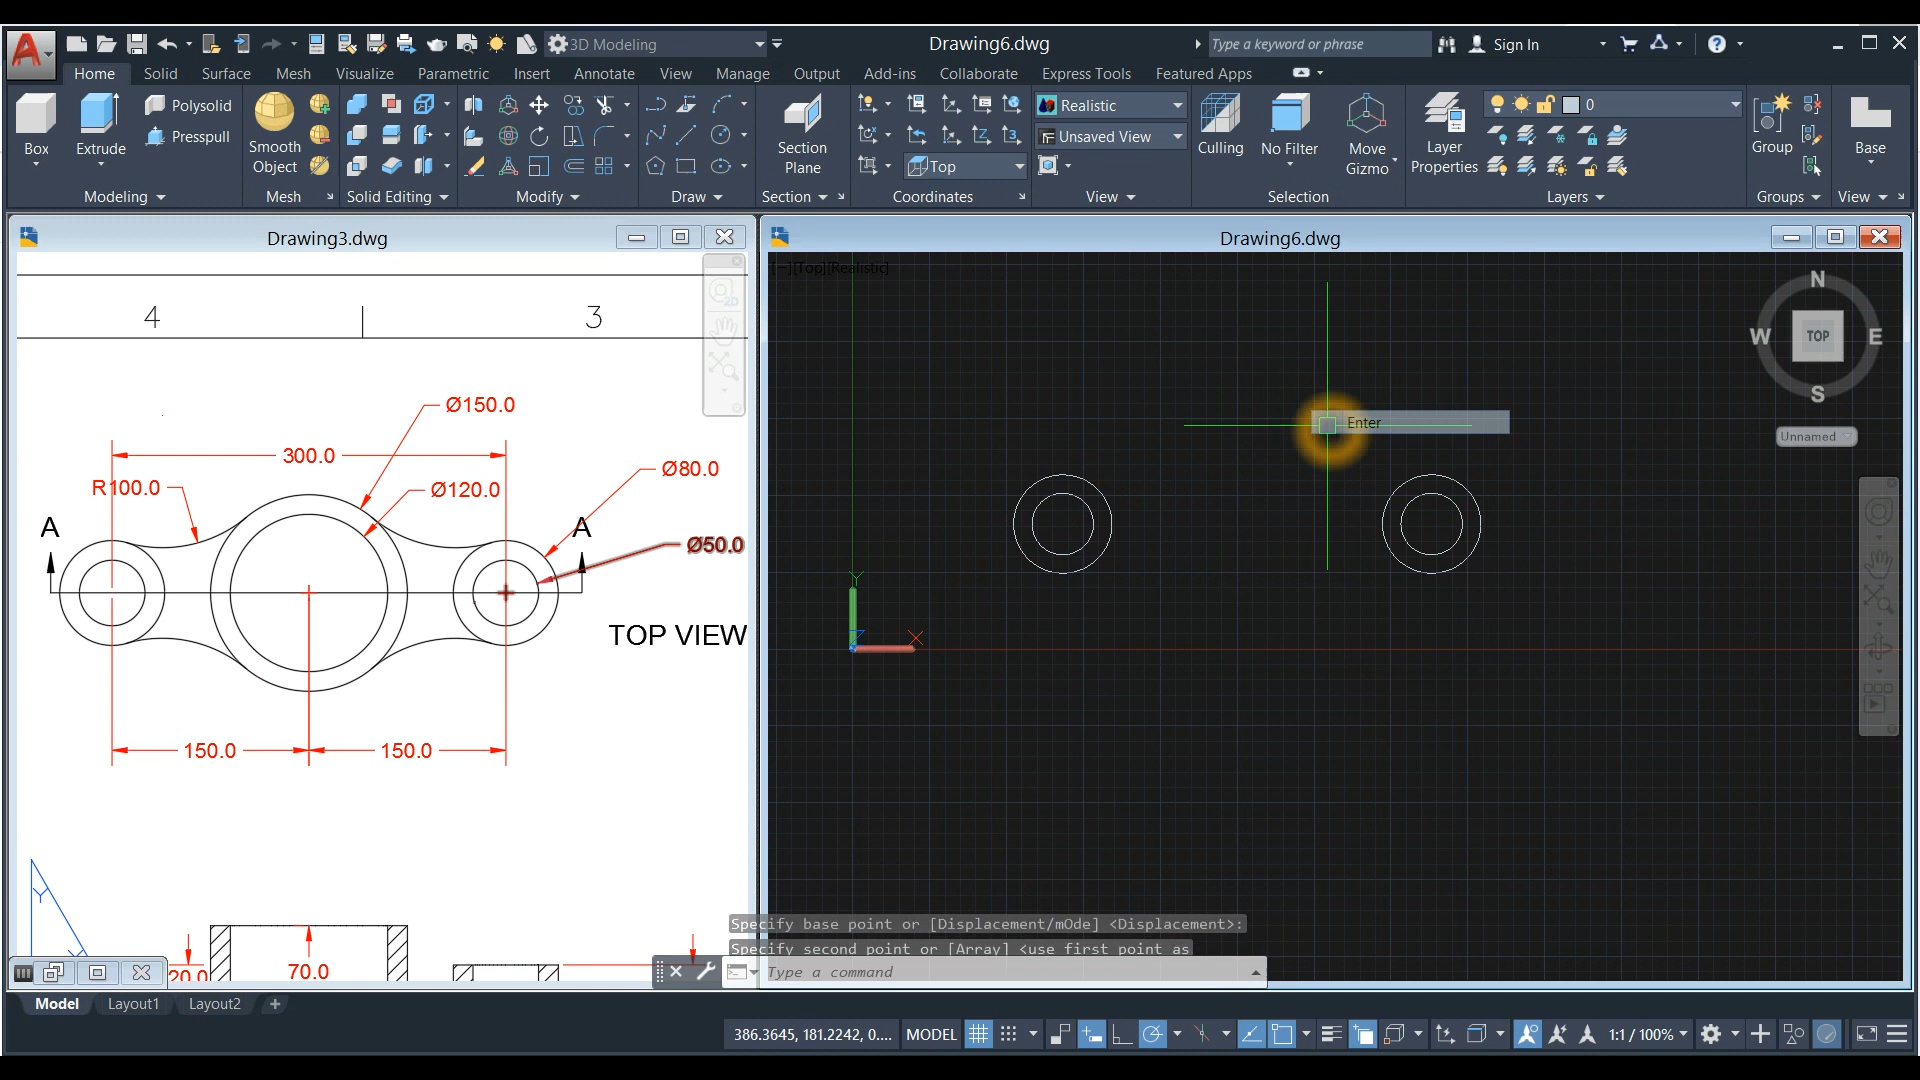 A
3D Modeling
Drawing6.dwg
Type a keyword or phrase
Sign In
Home
Solid
Surface
Mesh
Visualize
Parametric
Insert
Annotate
View
Manage
Output
Add-ins
Collaborate
Express Tools
Featured Apps
Box
Extrude
Polysolid
Presspull
Smooth
Object
Section
Plane
Top
Realistic
Unsaved View
Culling
No Filter
Move
Gizmo
Layer
Properties
0
Group
Base
Modeling
Mesh
Solid Editing
Modify
Draw
Section
Coordinates
View
Selection
Layers
Groups
View
Drawing3.dwg
4
3
Ø150.0
300.0
Ø80.0
R100.0
Ø120.0
A
A
Ø50.0
TOP VIEW
150.0
150.0
Y
20.0
70.0
Drawing6.dwg
[−][Top][Realistic]
N
W
TOP
E
S
Unnamed
Enter
Y
X
Specify base point or [Displacement/mOde] <Displacement>:
Specify second point or [Array] <use first point as
Type a command
Model
Layout1
Layout2
386.3645, 181.2242, 0....
MODEL
1:1 / 100%